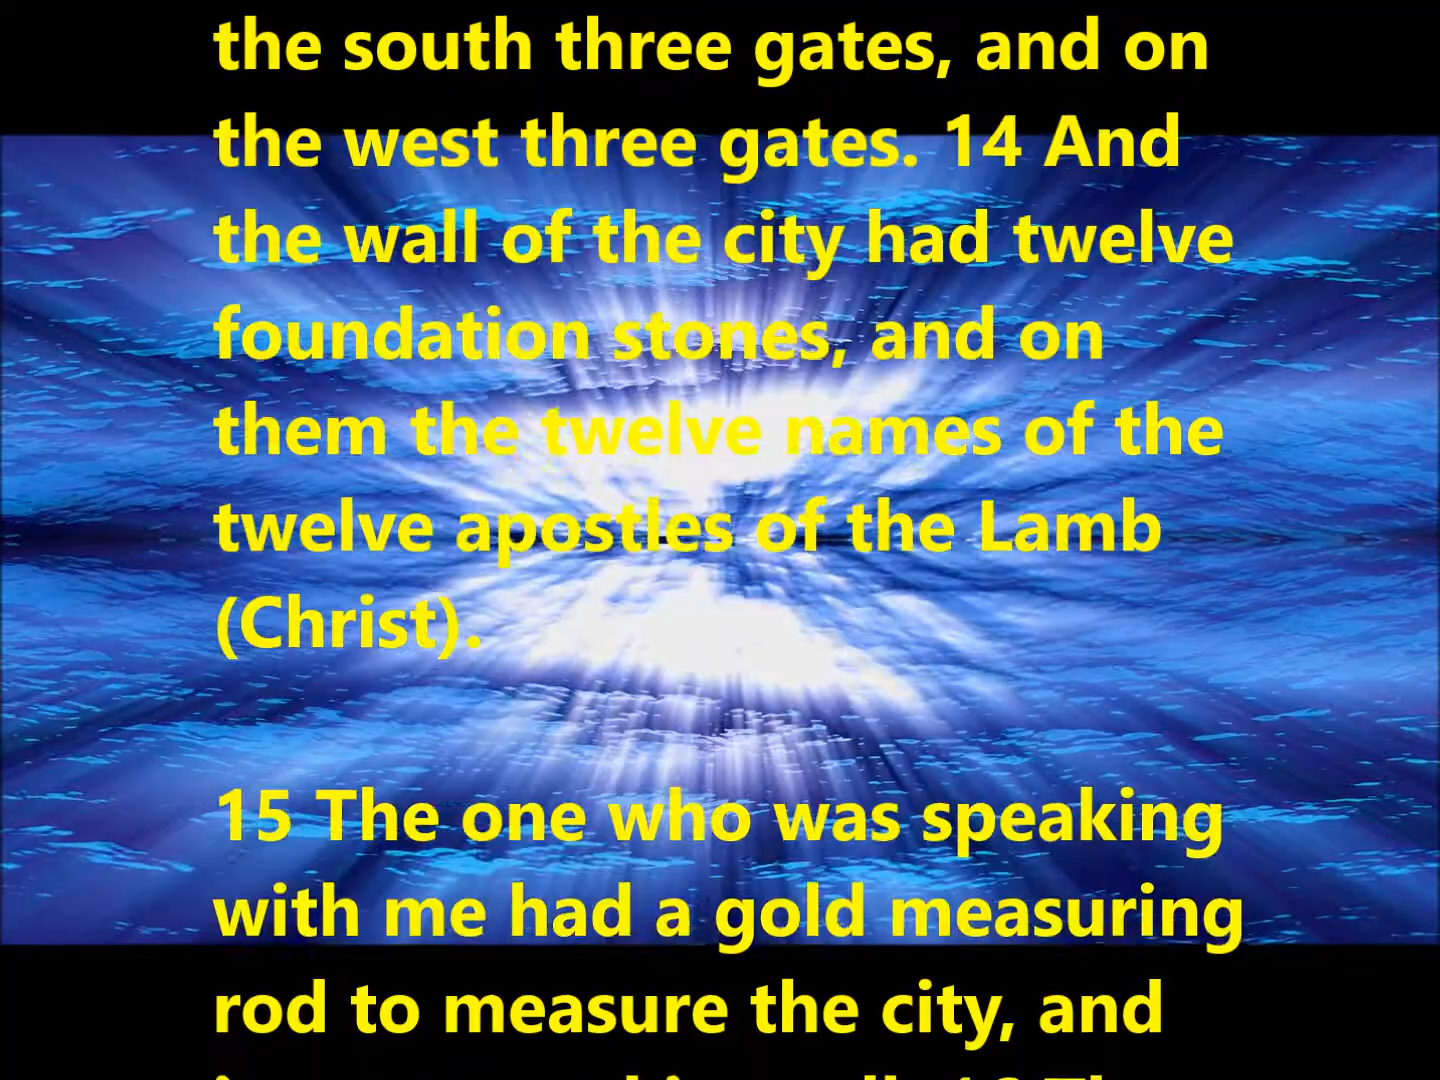 the south three gates, and on
the west three gates. 14 And
the wall of the city had twelve
foundation stones, and on
them the twelve names of the
twelve apostles of the Lamb
(Christ).
15 The one who was speaking
with me had a gold measuring
rod to measure the city, and